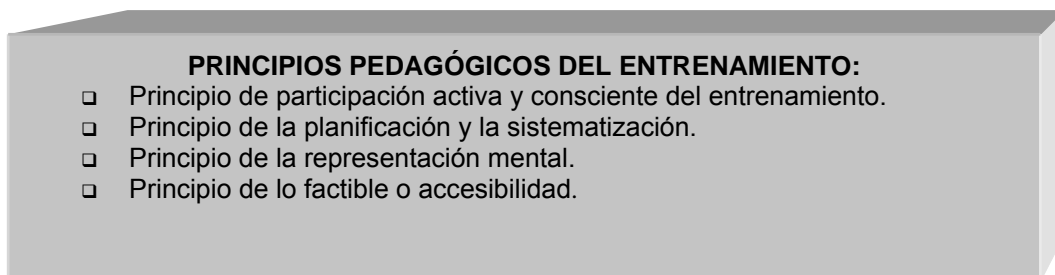 PRINCIPIOS PEDAGÓGICOS DEL ENTRENAMIENTO:
❑ Principio de participación activa y consciente del entrenamiento.
❑ Principio de la planificación y la sistematización.
❑ Principio de la representación mental.
❑ Principio de lo factible o accesibilidad.